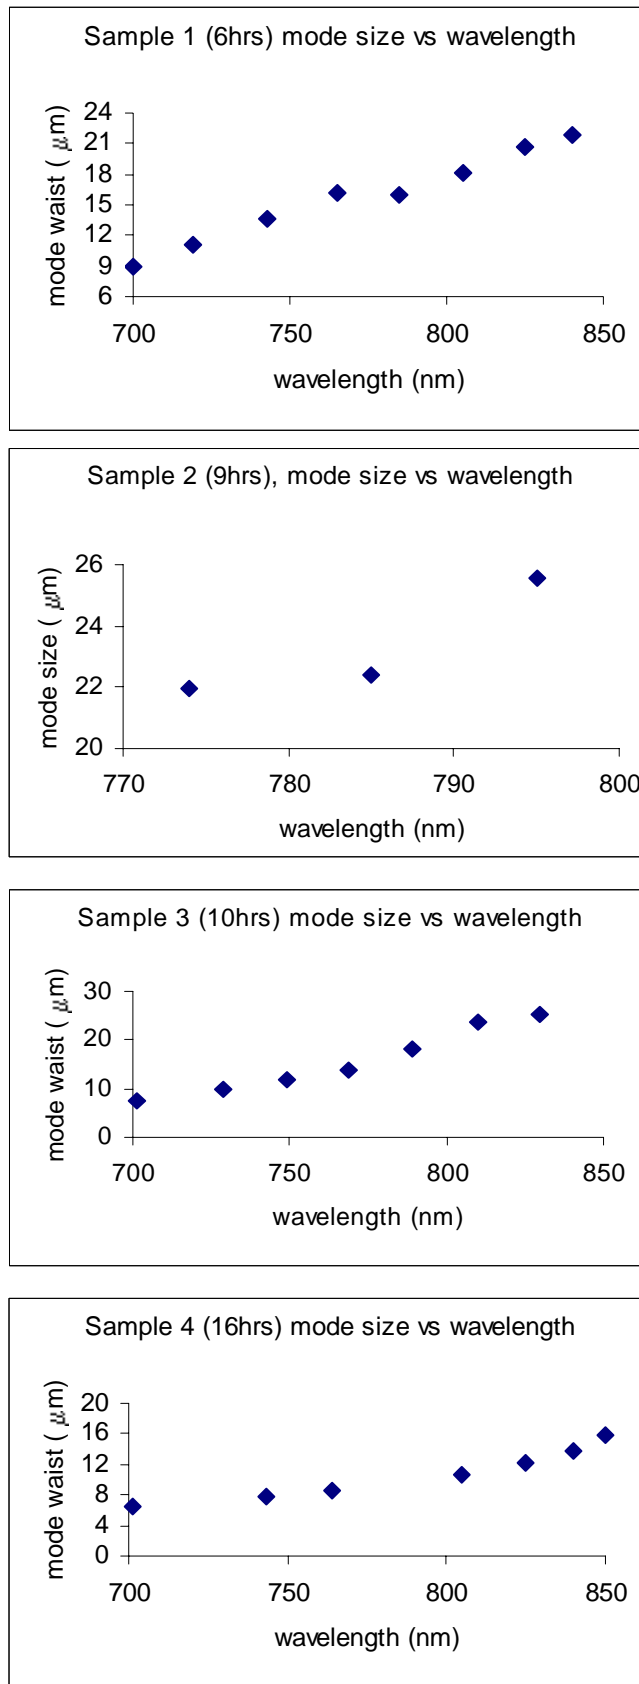 Sample 1 (6hrs) mode size vs wavelength
mode waist ( μm)
24
21
18
15
12
9
6
700 750 800 850
wavelength (nm)
Sample 2 (9hrs), mode size vs wavelength
mode size ( μm)
26
24
22
20
770 780 790 800
wavelength (nm)
Sample 3 (10hrs) mode size vs wavelength
mode waist ( μm)
30
20
10
0
700 750 800 850
wavelength (nm)
Sample 4 (16hrs) mode size vs wavelength
mode waist ( μm)
20
16
12
8
4
0
700 750 800 850
wavelength (nm)